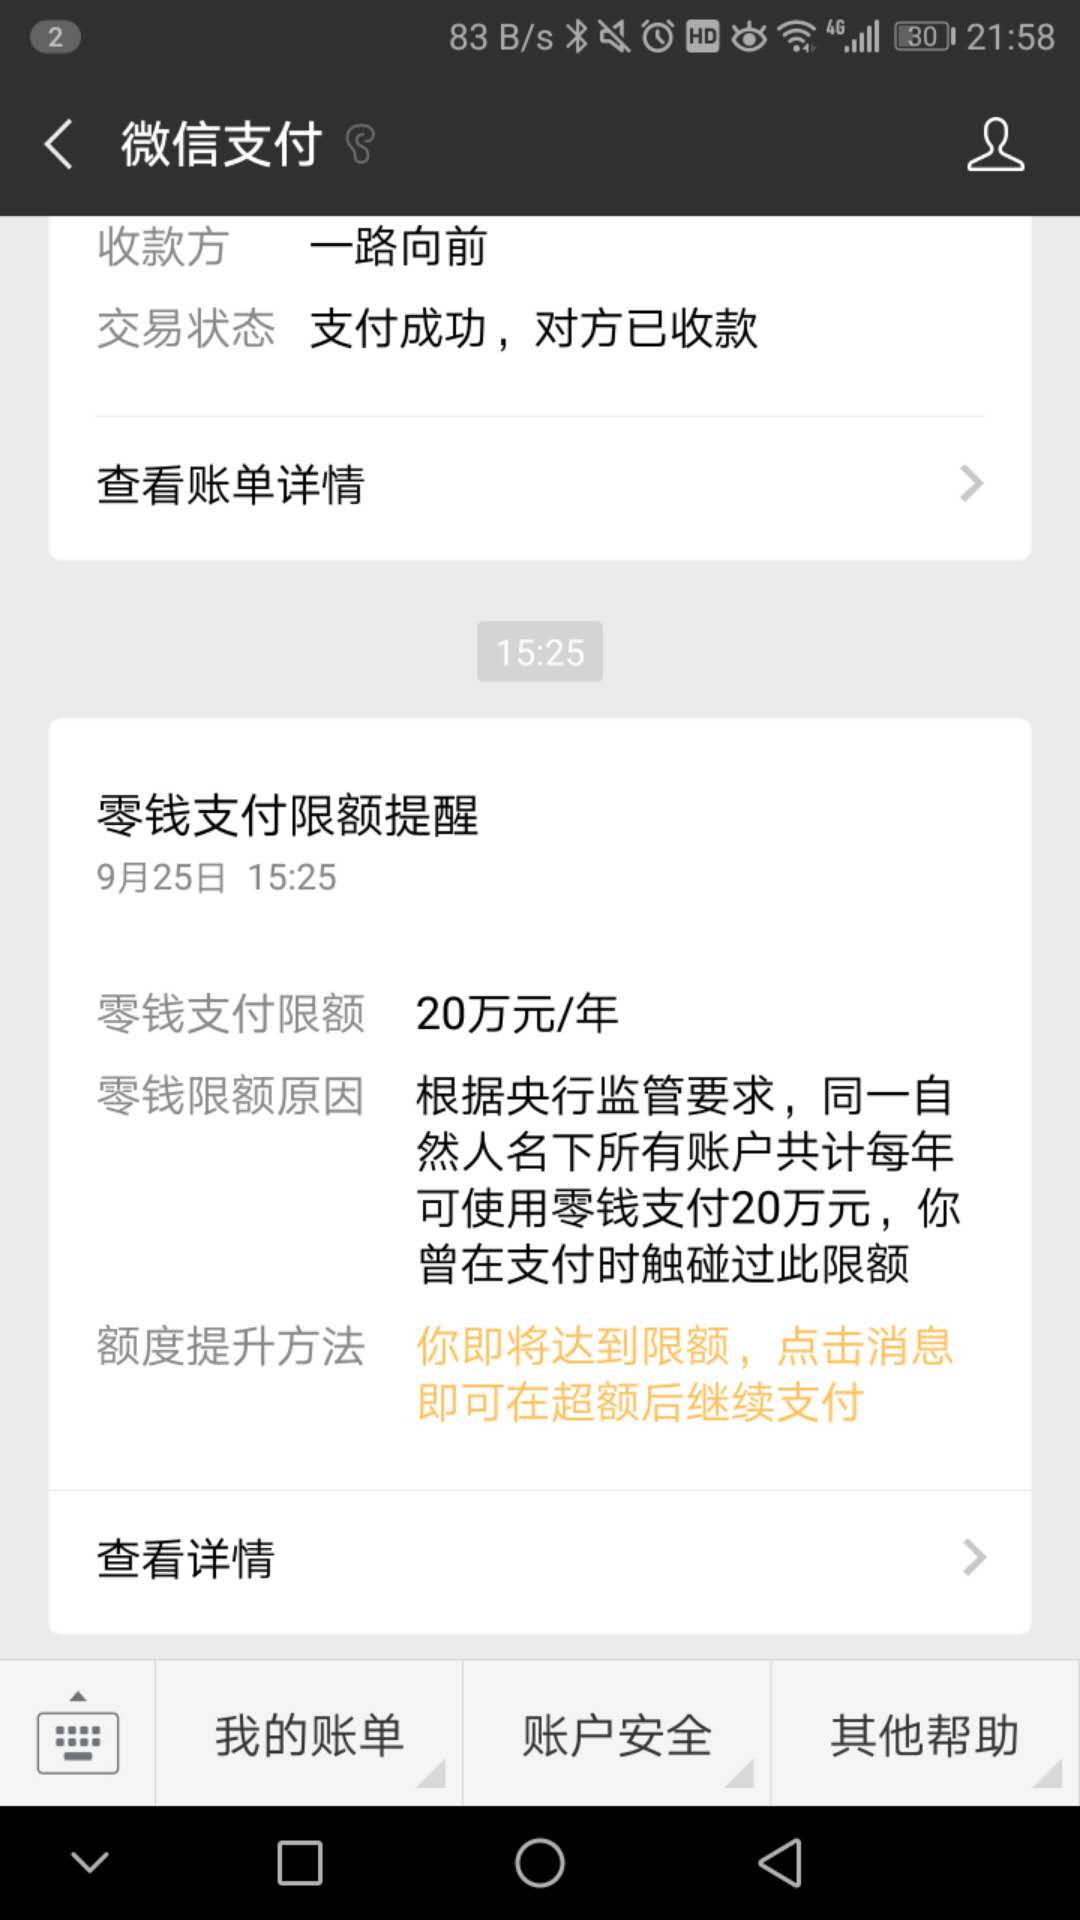 2
83 B/s HD 4G 30 21:58
微信支付
收款方 一路向前
交易状态 支付成功，对方已收款
查看账单详情
15:25
零钱支付限额提醒
9月25日 15:25
零钱支付限额 20万元/年
零钱限额原因 根据央行监管要求，同一自
然人名下所有账户共计每年
可使用零钱支付20万元，你
曾在支付时触碰过此限额
额度提升方法 你即将达到限额，点击消息
即可在超额后继续支付
查看详情
我的账单 账户安全 其他帮助